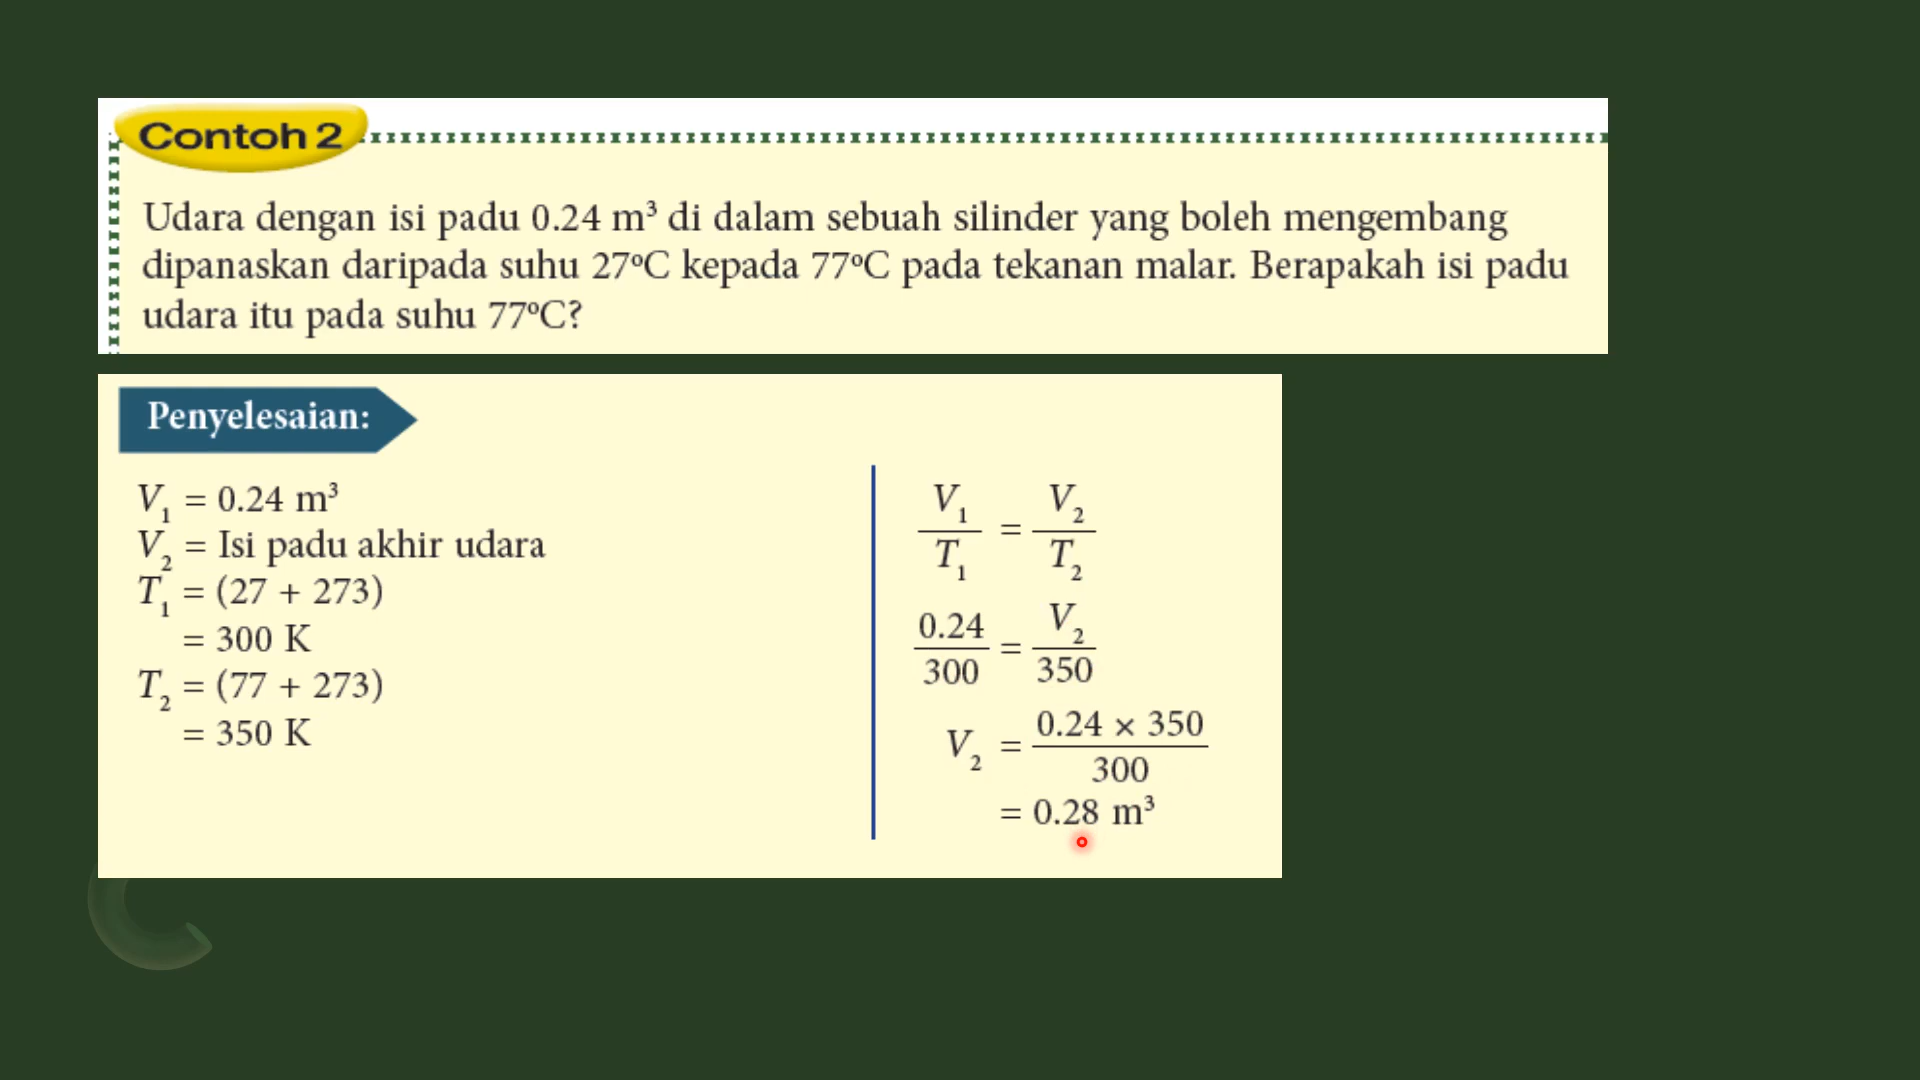 Contoh 2
Udara dengan isi padu 0.24 m³ di dalam sebuah silinder yang boleh mengembang
dipanaskan daripada suhu 27ºC kepada 77ºC pada tekanan malar. Berapakah isi padu
udara itu pada suhu 77ºC?
Penyelesaian:
V₁ = 0.24 m³
V₂ = Isi padu akhir udara
T₁ = (27 + 273)
= 300 K
T₂ = (77 + 273)
= 350 K
V₁/T₁ = V₂/T₂
0.24/300 = V₂/350
V₂ = 0.24 × 350/300
= 0.28 m³